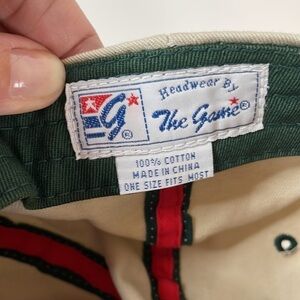 Headwear By
The Game®
G®
100% COTTON
MADE IN CHINA
ONE SIZE FITS MOST